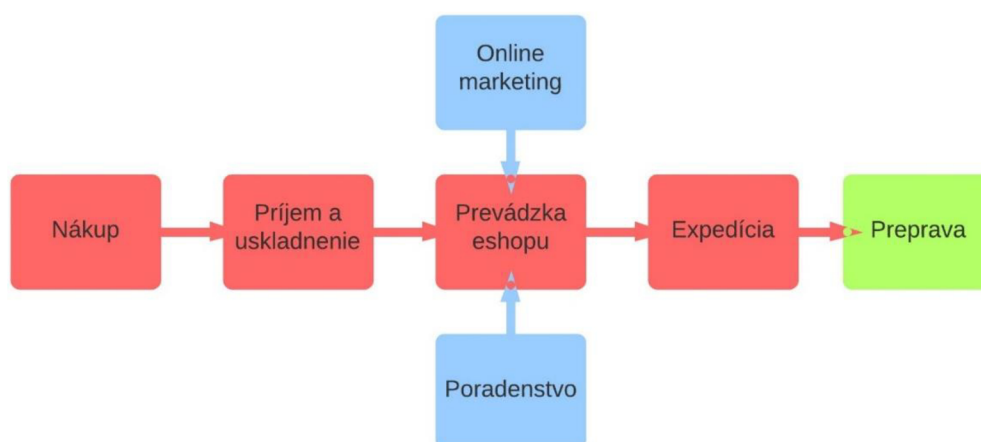 Online
marketing
Nákup
Príjem a
uskladnenie
Prevádzka
eshopu
Expedícia
Preprava
Poradenstvo